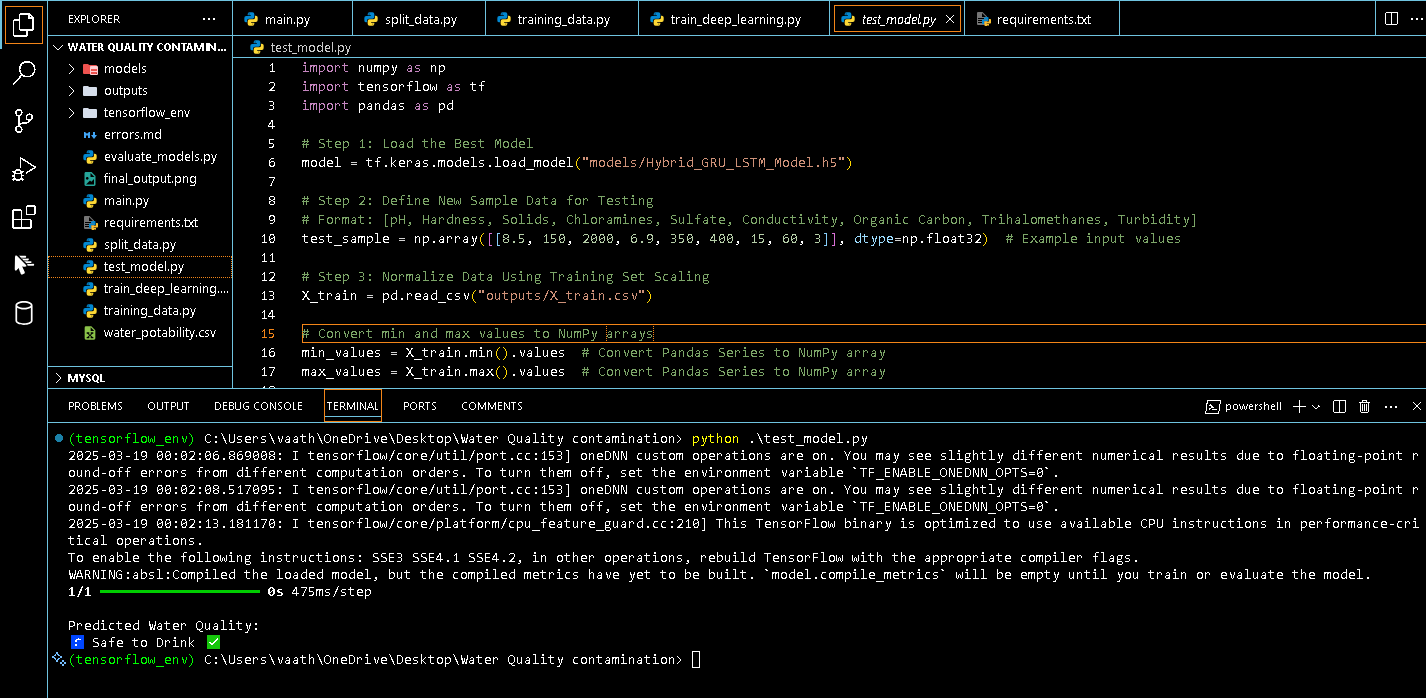 EXPLORER ...
main.py split_data.py training_data.py train_deep_learning.py test_model.py requirements.txt
WATER QUALITY CONTAMIN...
models
outputs
tensorflow_env
errors.md
evaluate_models.py
final_output.png
main.py
requirements.txt
split_data.py
test_model.py
train_deep_learning....
training_data.py
water_potability.csv
MYSQL
test_model.py
1 import numpy as np
2 import tensorflow as tf
3 import pandas as pd
4
5 # Step 1: Load the Best Model
6 model = tf.keras.models.load_model("models/Hybrid_GRU_LSTM_Model.h5")
7
8 # Step 2: Define New Sample Data for Testing
9 # Format: [pH, Hardness, Solids, Chloramines, Sulfate, Conductivity, Organic Carbon, Trihalomethanes, Turbidity]
10 test_sample = np.array([[8.5, 150, 2000, 6.9, 350, 400, 15, 60, 3]], dtype=np.float32)  # Example input values
11
12 # Step 3: Normalize Data Using Training Set Scaling
13 X_train = pd.read_csv("outputs/X_train.csv")
14
15 # Convert min and max values to NumPy arrays
16 min_values = X_train.min().values  # Convert Pandas Series to NumPy array
17 max_values = X_train.max().values  # Convert Pandas Series to NumPy array
PROBLEMS OUTPUT DEBUG CONSOLE TERMINAL PORTS COMMENTS powershell
(tensorflow_env) C:\Users\vaath\OneDrive\Desktop\Water Quality contamination> python .\test_model.py
2025-03-19 00:02:06.869008: I tensorflow/core/util/port.cc:153] oneDNN custom operations are on. You may see slightly different numerical results due to floating-point r
ound-off errors from different computation orders. To turn them off, set the environment variable `TF_ENABLE_ONEDNN_OPTS=0`.
2025-03-19 00:02:08.517095: I tensorflow/core/util/port.cc:153] oneDNN custom operations are on. You may see slightly different numerical results due to floating-point r
ound-off errors from different computation orders. To turn them off, set the environment variable `TF_ENABLE_ONEDNN_OPTS=0`.
2025-03-19 00:02:13.181170: I tensorflow/core/platform/cpu_feature_guard.cc:210] This TensorFlow binary is optimized to use available CPU instructions in performance-cri
tical operations.
To enable the following instructions: SSE3 SSE4.1 SSE4.2, in other operations, rebuild TensorFlow with the appropriate compiler flags.
WARNING:absl:Compiled the loaded model, but the compiled metrics have yet to be built. `model.compile_metrics` will be empty until you train or evaluate the model.
1/1 0s 475ms/step
Predicted Water Quality:
🚰 Safe to Drink ✅
(tensorflow_env) C:\Users\vaath\OneDrive\Desktop\Water Quality contamination>